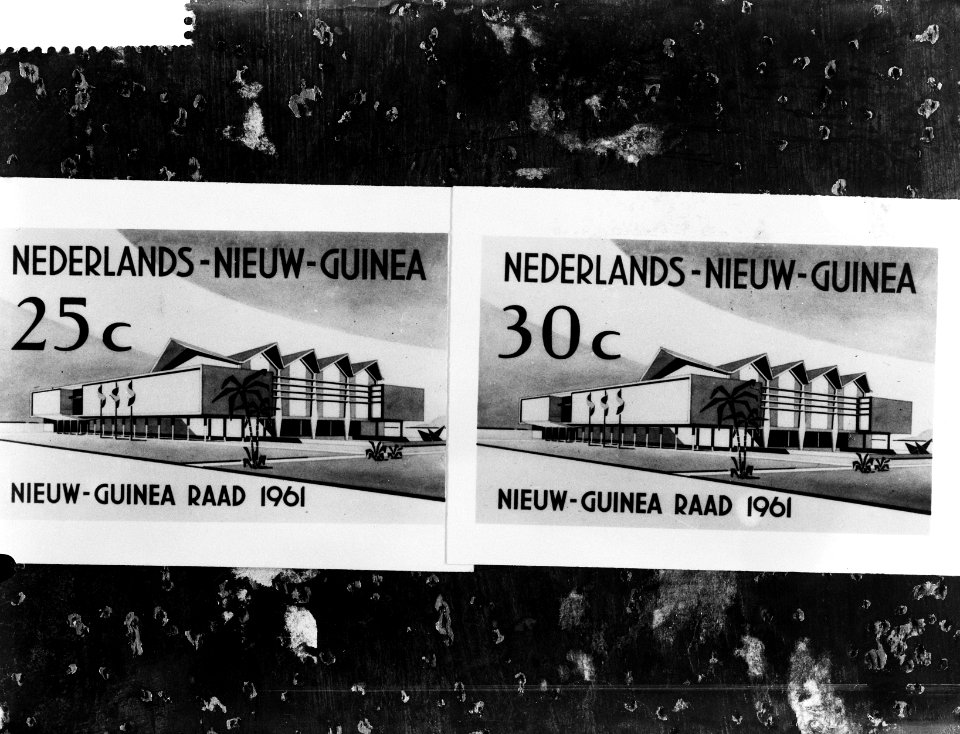 NEDERLANDS-NIEUW-GUINEA
25c
NIEUW-GUINEA RAAD 1961
NEDERLANDS-NIEUW-GUINEA
30c
NIEUW-GUINEA RAAD 1961